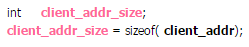 int client_addr_size;
client_addr_size = sizeof( client_addr);